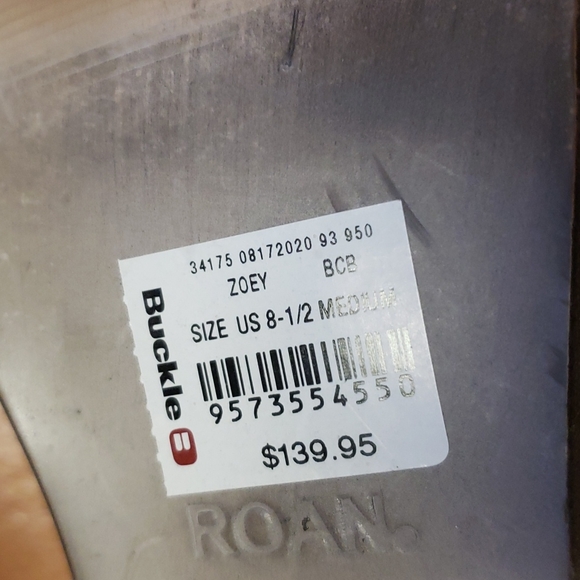 34175 08172020 93 950
ZOEY BCB
SIZE US 8-1/2 MEDIUM
9573554550
$139.95
Buckle B
ROAN.